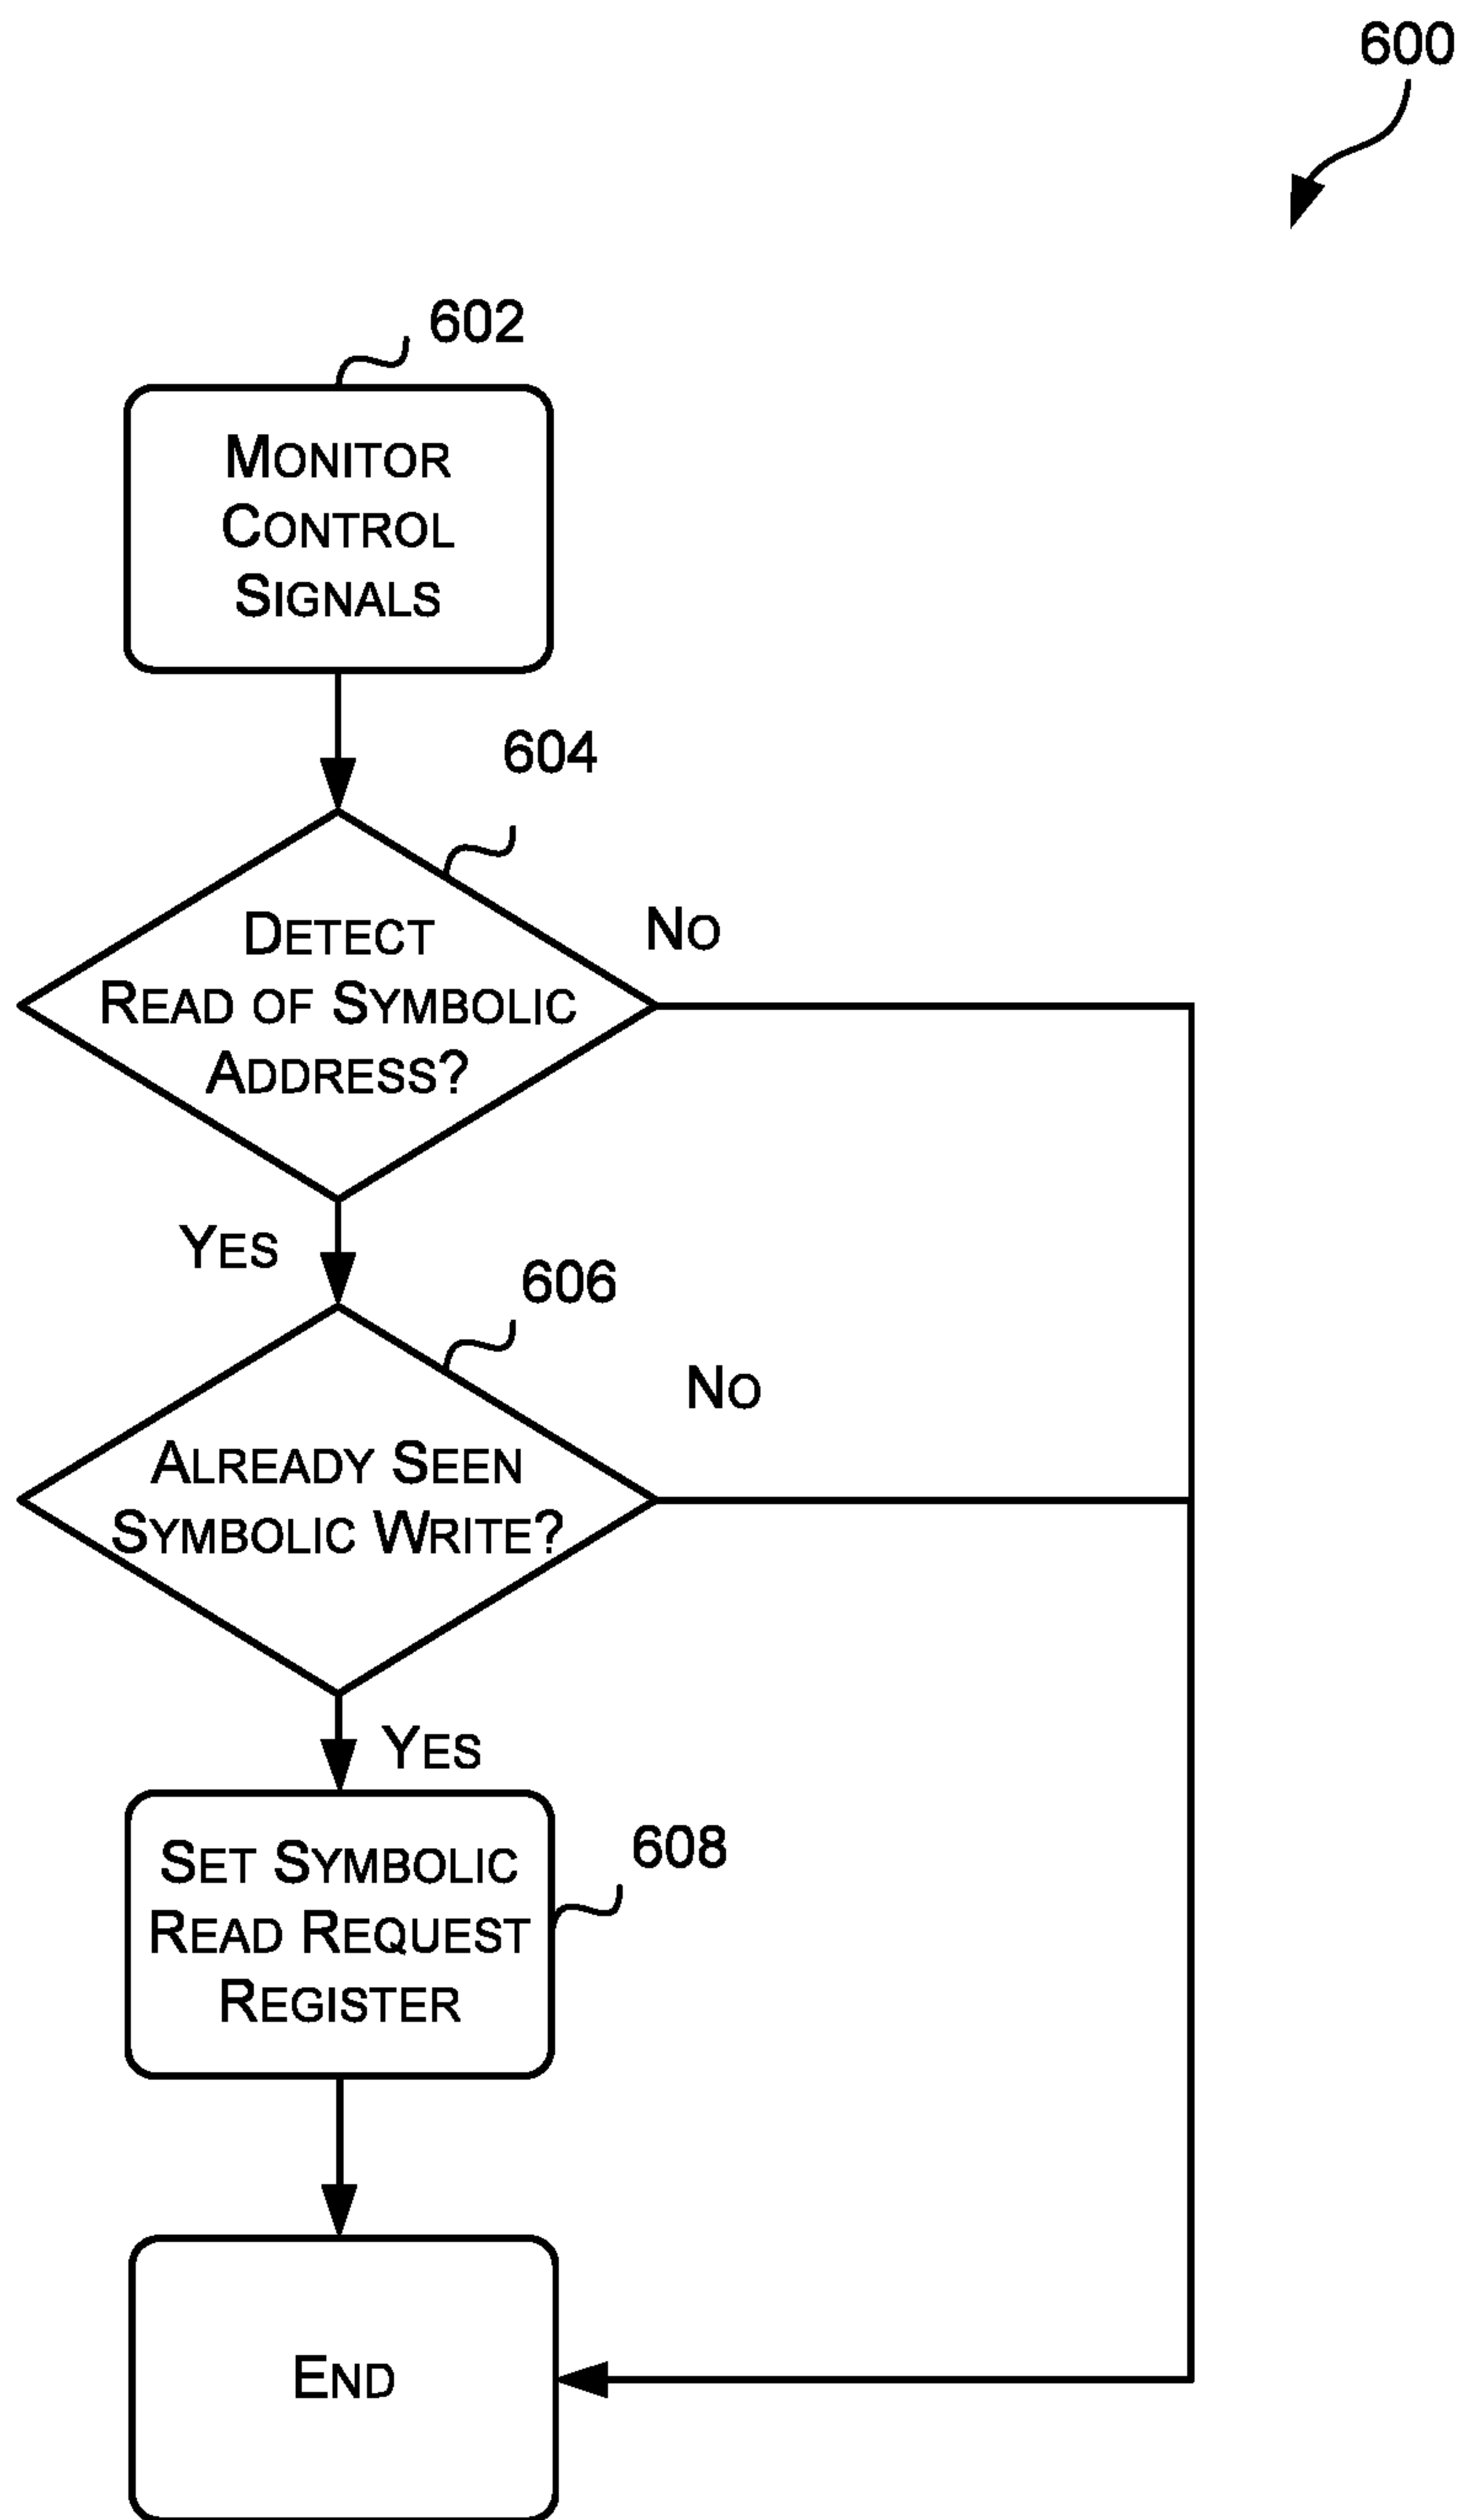 600
602
Monitor
Control
Signals
604
Detect
Read of Symbolic
Address?
No
Yes
606
Already Seen
Symbolic Write?
No
Yes
608
Set Symbolic
Read Request
Register
End